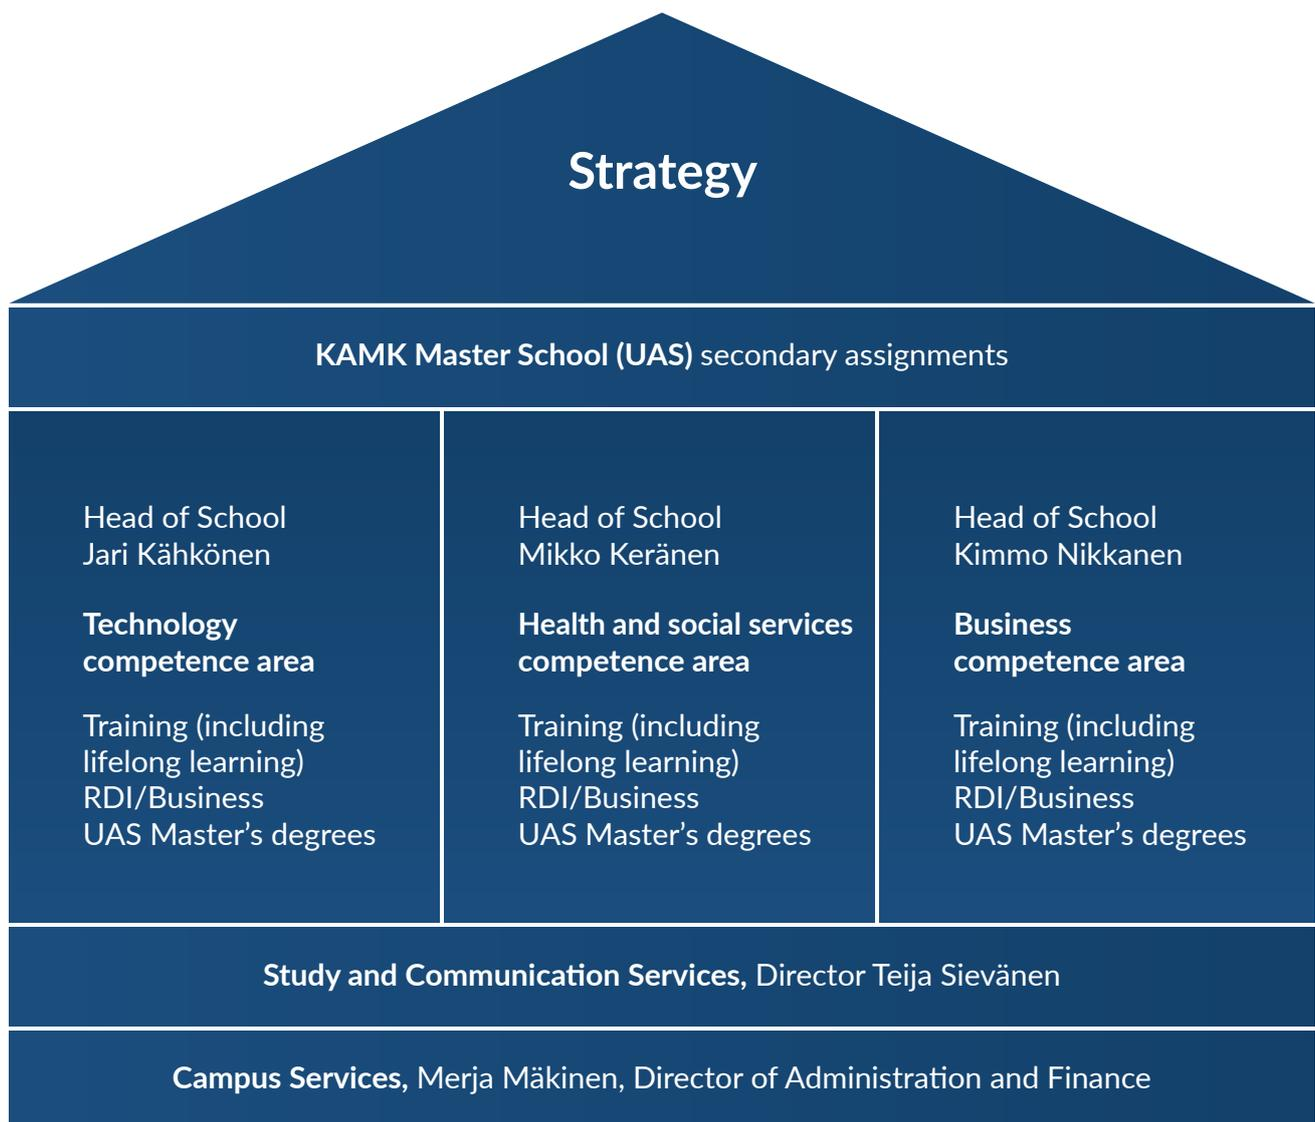 Strategy
KAMK Master School (UAS) secondary assignments
Head of School
Jari Kähkönen
Technology
competence area
Training (including
lifelong learning)
RDI/Business
UAS Master’s degrees
Head of School
Mikko Keränen
Health and social services
competence area
Training (including
lifelong learning)
RDI/Business
UAS Master’s degrees
Head of School
Kimmo Nikkanen
Business
competence area
Training (including
lifelong learning)
RDI/Business
UAS Master’s degrees
Study and Communication Services, Director Teija Sievänen
Campus Services, Merja Mäkinen, Director of Administration and Finance